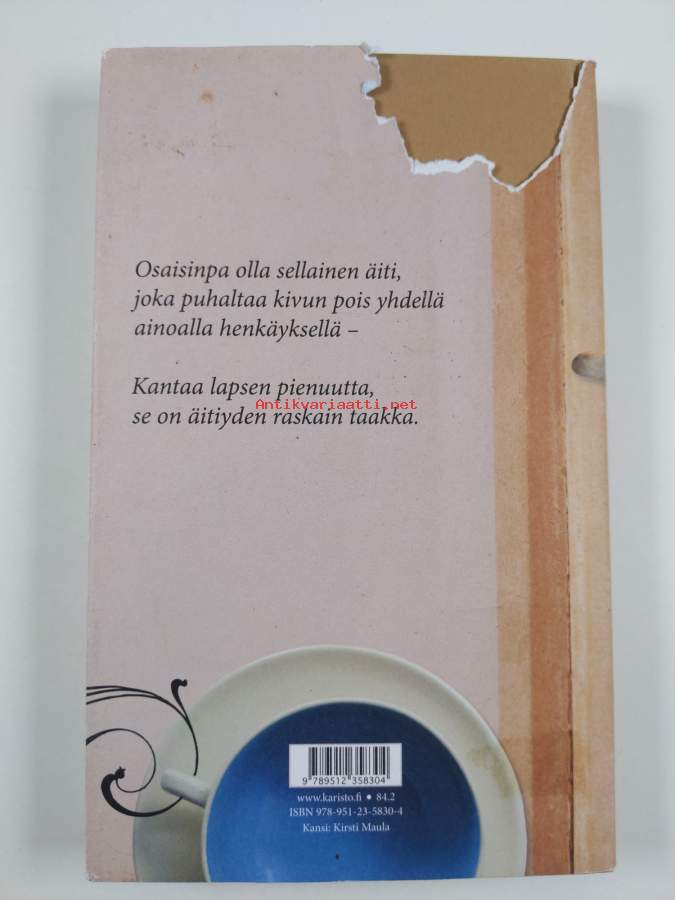 Osaisinpa olla sellainen äiti,
joka puhaltaa kivun pois yhdellä
ainoalla henkäyksellä –
Kantaa lapsen pienuutta,
Antikvariaatti.net
se on äitiyden raskain taakka.
9 789512 358304
www.karisto.fi • 84.2
ISBN 978-951-23-5830-4
Kansi: Kirsti Maula